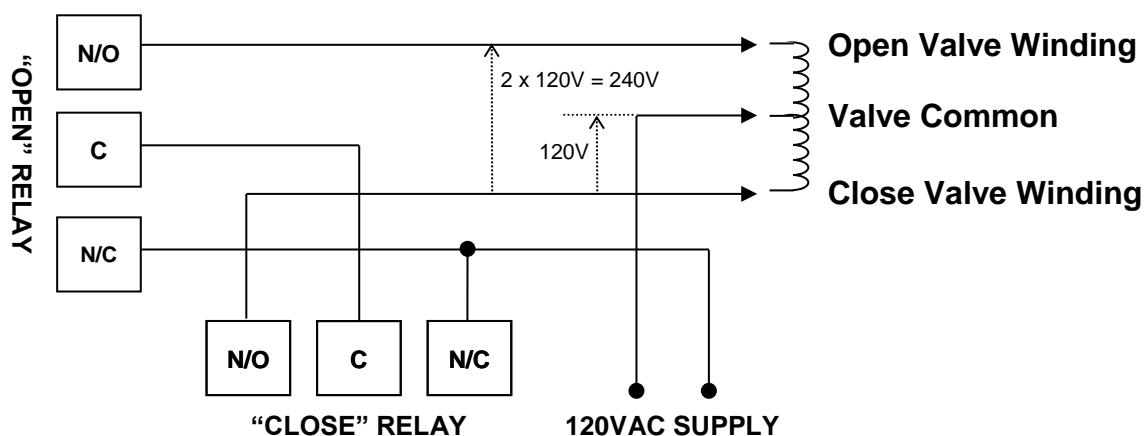 "OPEN" RELAY
N/O
C
N/C
2 x 120V = 240V
120V
Open Valve Winding
Valve Common
Close Valve Winding
N/O
C
N/C
“CLOSE” RELAY
120VAC SUPPLY